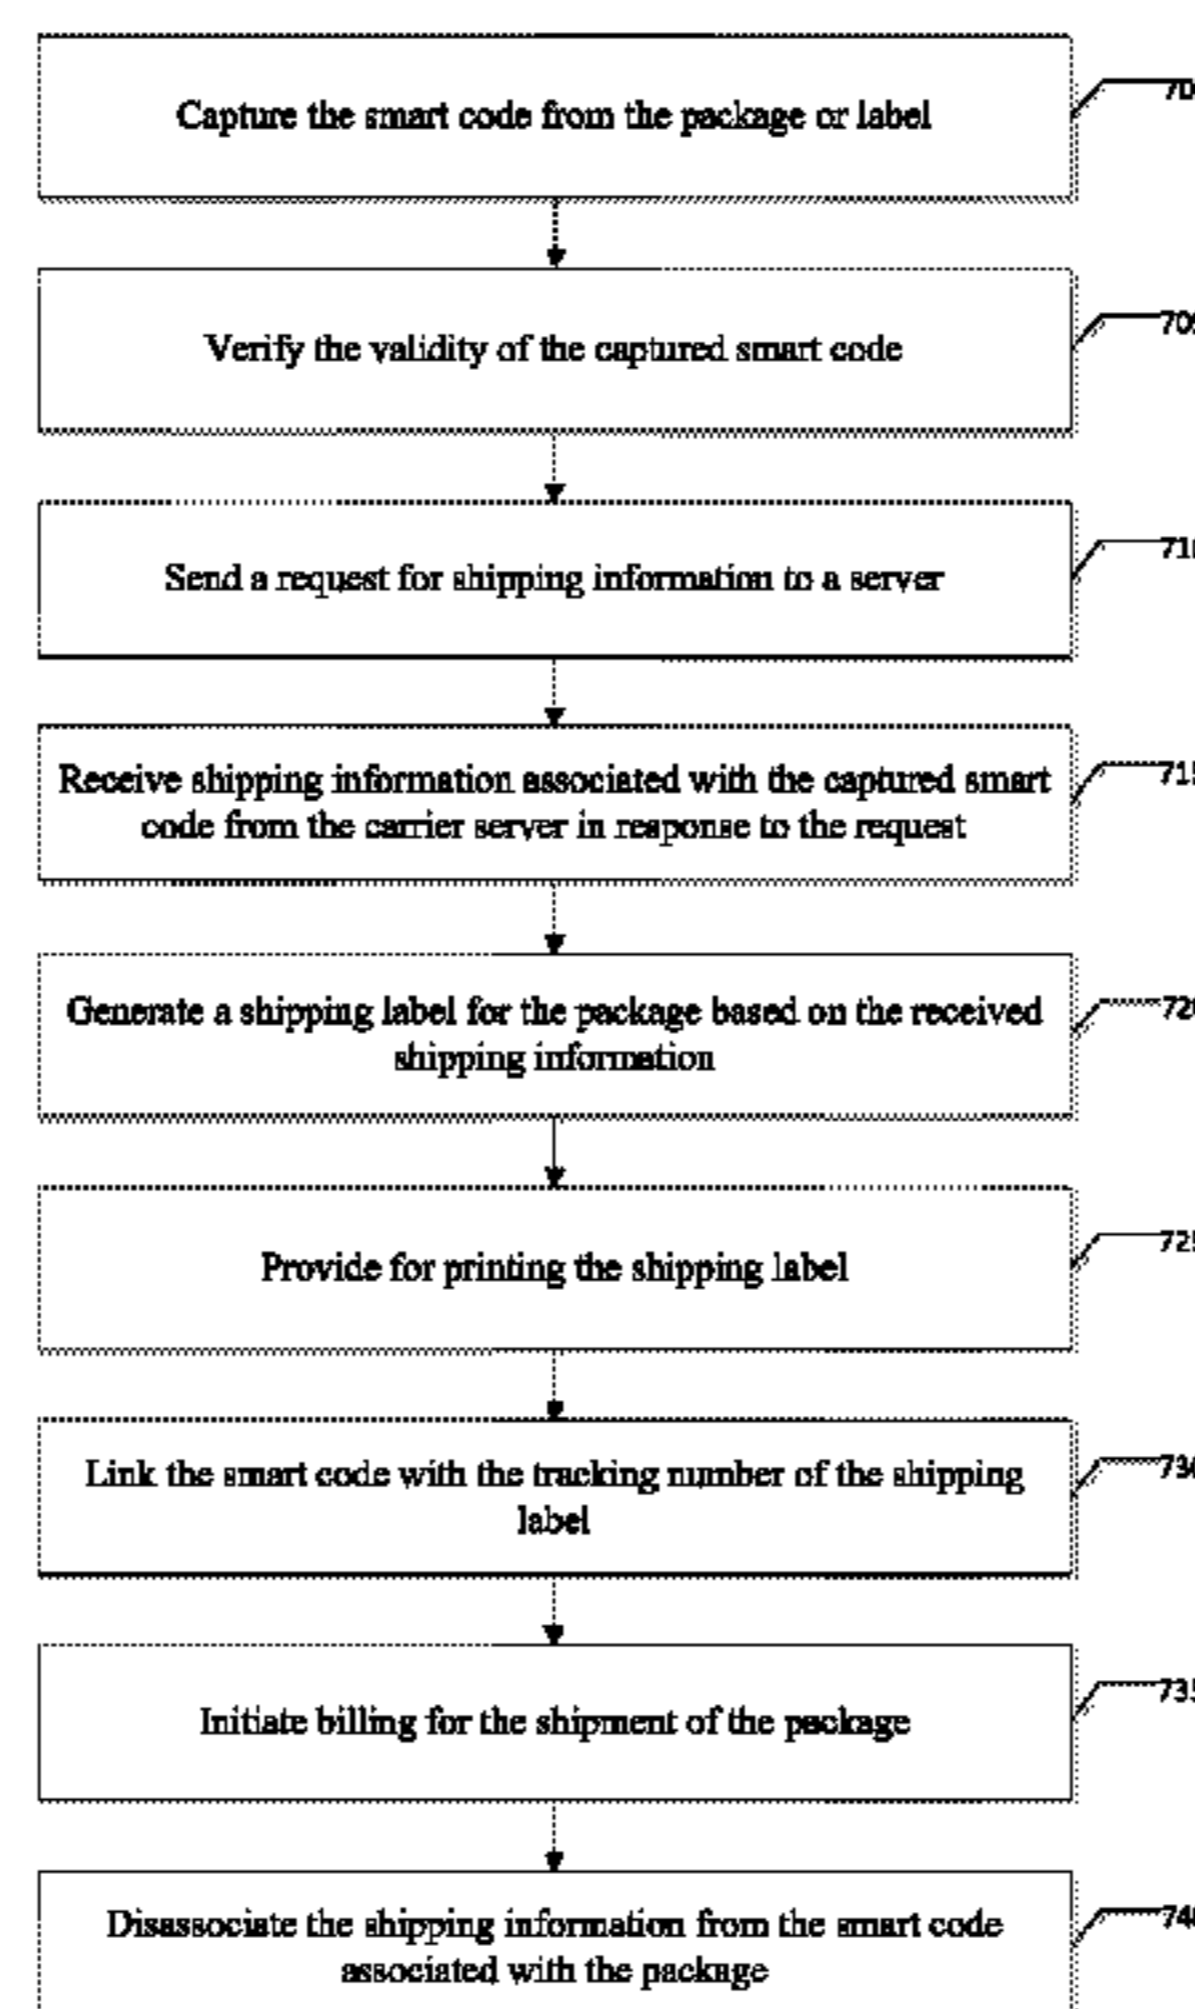 Capture the smart code from the package or label
Verify the validity of the captured smart code
Send a request for shipping information to a server
Receive shipping information associated with the captured smart
code from the carrier server in response to the request
Generate a shipping label for the package based on the received
shipping information
Provide for printing the shipping label
Link the smart code with the tracking number of the shipping
label
Initiate billing for the shipment of the package
Disassociate the shipping information from the smart code
associated with the package